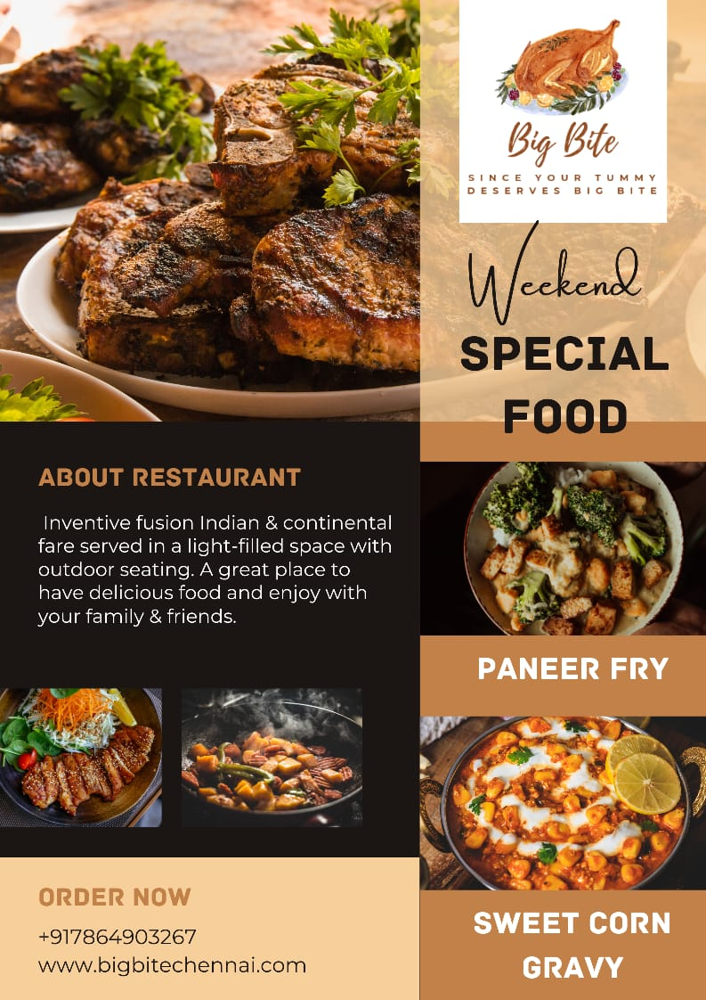 Big Bite
SINCE YOUR TUMMY
DESERVES BIG BITE
Weekend
SPECIAL
FOOD
ABOUT RESTAURANT
Inventive fusion Indian & continental
fare served in a light-filled space with
outdoor seating. A great place to
have delicious food and enjoy with
your family & friends.
PANEER FRY
SWEET CORN
GRAVY
ORDER NOW
+917864903267
www.bigbitechennai.com